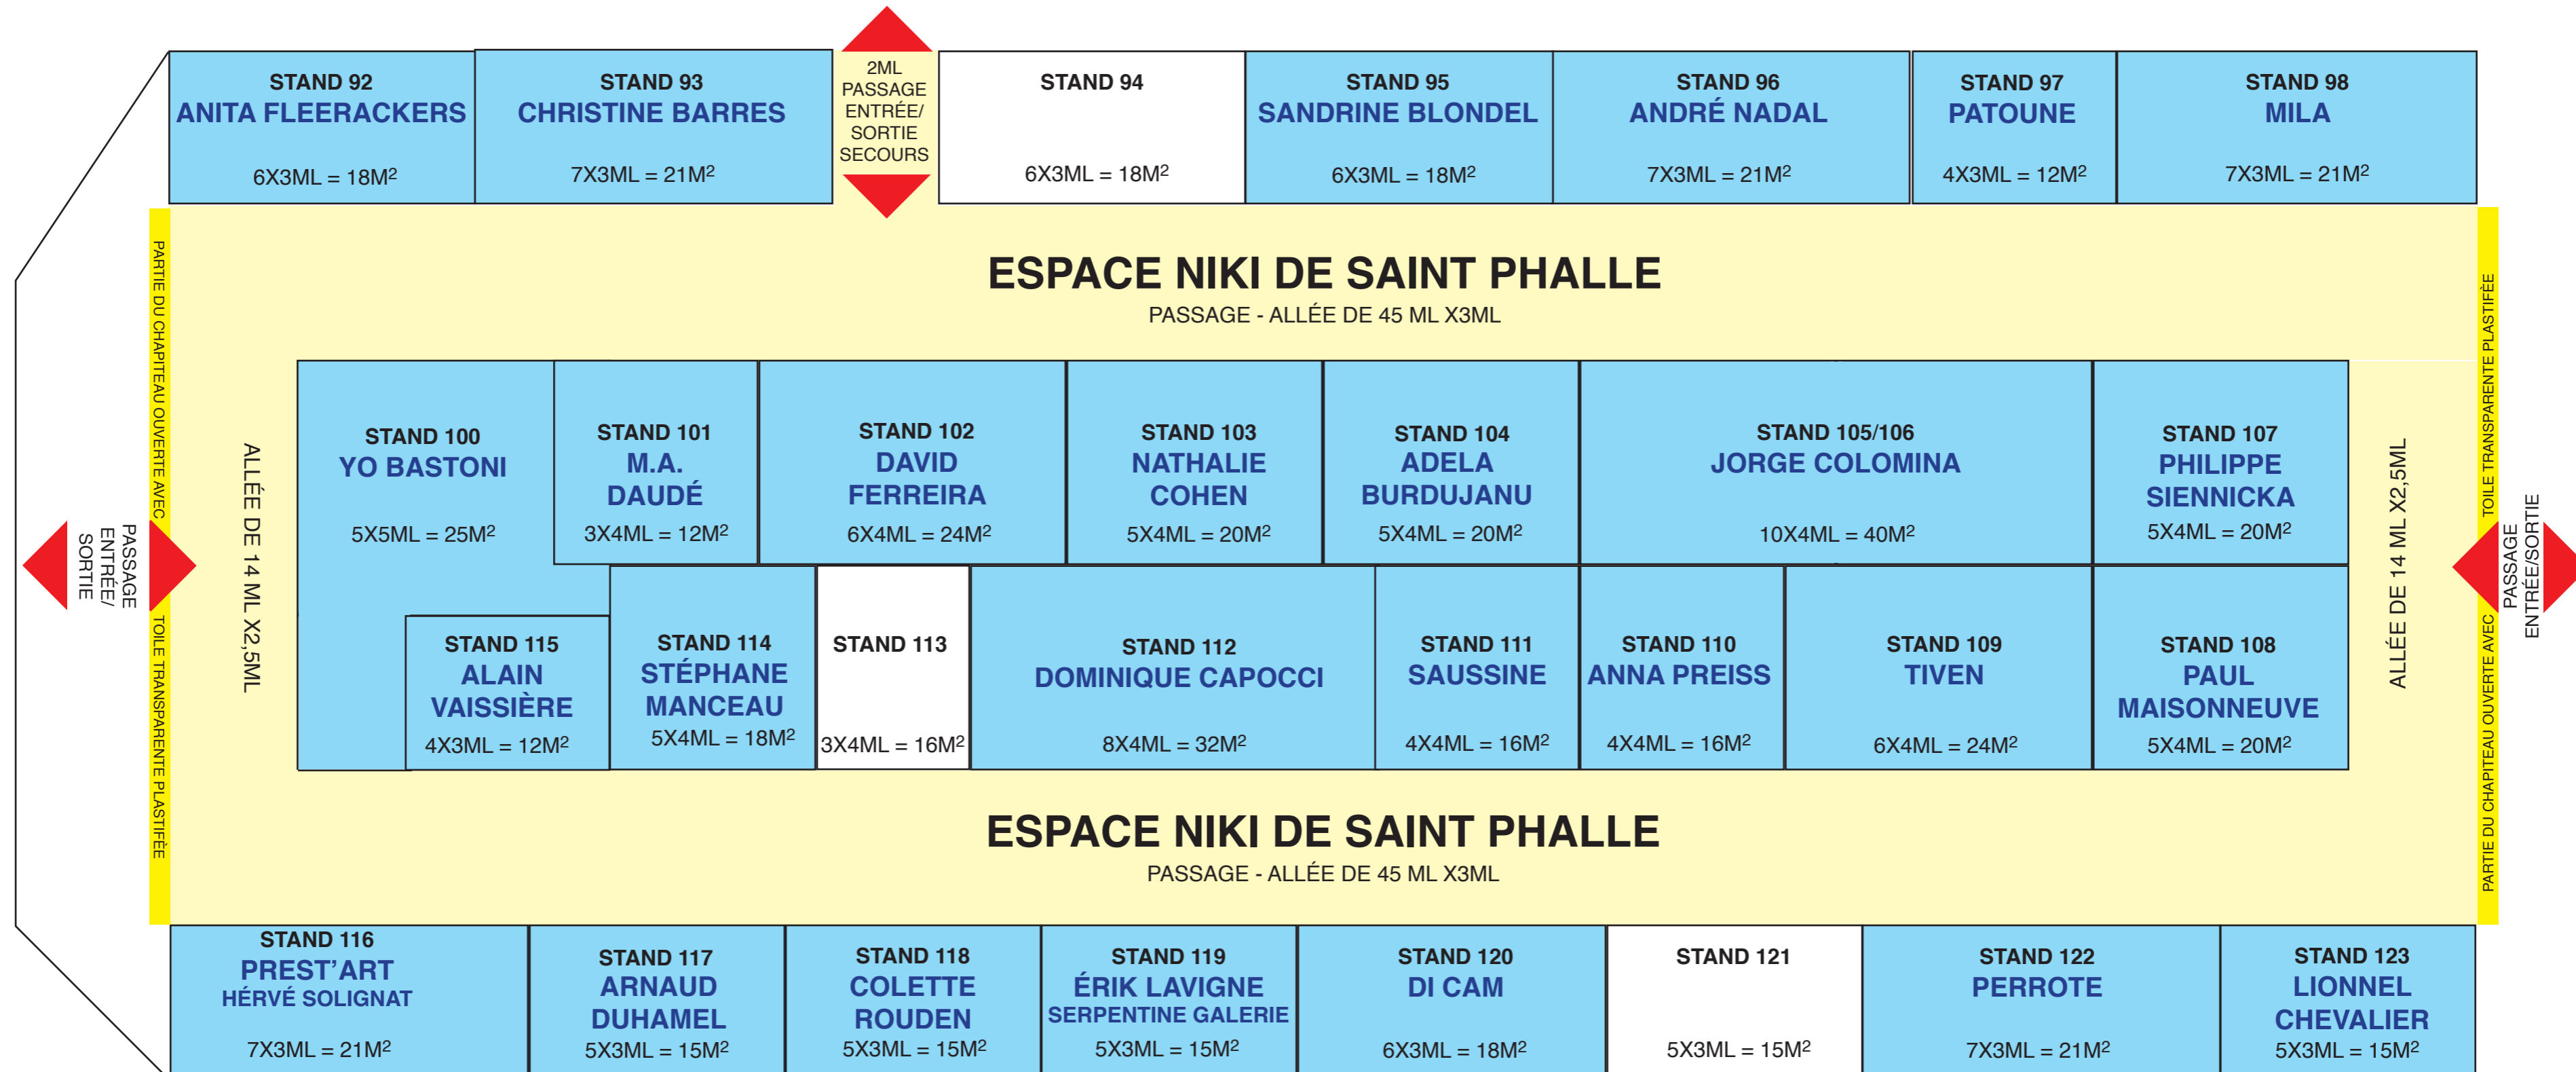 STAND 92
ANITA FLEERACKERS
6X3ML = 18M²
STAND 93
CHRISTINE BARRES
7X3ML = 21M²
2ML
PASSAGE
ENTRÉE/
SORTIE
SECOURS
STAND 94
6X3ML = 18M²
STAND 95
SANDRINE BLONDEL
6X3ML = 18M²
STAND 96
ANDRÉ NADAL
7X3ML = 21M²
STAND 97
PATOUNE
4X3ML = 12M²
STAND 98
MILA
7X3ML = 21M²
ESPACE NIKI DE SAINT PHALLE
PASSAGE - ALLÉE DE 45 ML X3ML
PARTIE DU CHAPITEAU OUVERTE AVEC
TOILE TRANSPARENTE PLASTIFÉE
PASSAGE
ENTRÉE/
SORTIE
ALLÉE DE 14 ML X2,5ML
STAND 100
YO BASTONI
5X5ML = 25M²
STAND 101
M.A.
DAUDÉ
3X4ML = 12M²
STAND 102
DAVID
FERREIRA
6X4ML = 24M²
STAND 103
NATHALIE
COHEN
5X4ML = 20M²
STAND 104
ADELA
BURDUJANU
5X4ML = 20M²
STAND 105/106
JORGE COLOMINA
10X4ML = 40M²
STAND 107
PHILIPPE
SIENNICKA
5X4ML = 20M²
STAND 115
ALAIN
VAISSIÈRE
4X3ML = 12M²
STAND 114
STÉPHANE
MANCEAU
5X4ML = 18M²
STAND 113
3X4ML = 16M²
STAND 112
DOMINIQUE CAPOCCI
8X4ML = 32M²
STAND 111
SAUSSINE
4X4ML = 16M²
STAND 110
ANNA PREISS
4X4ML = 16M²
STAND 109
TIVEN
6X4ML = 24M²
STAND 108
PAUL
MAISONNEUVE
5X4ML = 20M²
ALLÉE DE 14 ML X2,5ML
PARTIE DU CHAPITEAU OUVERTE AVEC
TOILE TRANSPARENTE PLASTIFÉE
PASSAGE
ENTRÉE/SORTIE
ESPACE NIKI DE SAINT PHALLE
PASSAGE - ALLÉE DE 45 ML X3ML
STAND 116
PREST'ART
HÉRVÉ SOLIGNAT
7X3ML = 21M²
STAND 117
ARNAUD
DUHAMEL
5X3ML = 15M²
STAND 118
COLETTE
ROUDEN
5X3ML = 15M²
STAND 119
ÉRIK LAVIGNE
SERPENTINE GALERIE
5X3ML = 15M²
STAND 120
DI CAM
6X3ML = 18M²
STAND 121
5X3ML = 15M²
STAND 122
PERROTE
7X3ML = 21M²
STAND 123
LIONNEL
CHEVALIER
5X3ML = 15M²